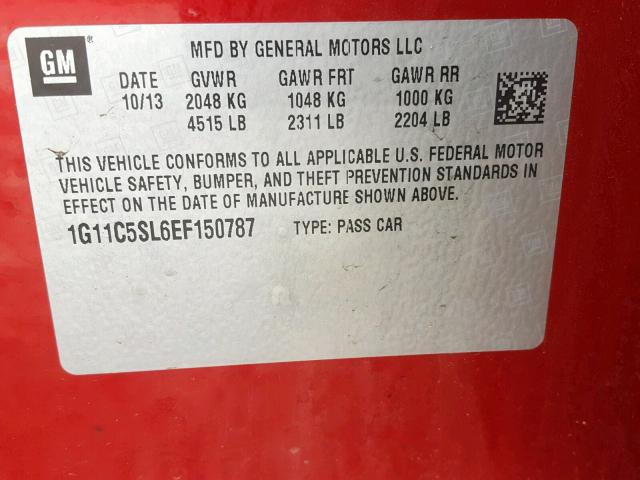 GM ®
MFD BY GENERAL MOTORS LLC
DATE GVWR GAWR FRT GAWR RR
10/13 2048 KG 1048 KG 1000 KG
4515 LB 2311 LB 2204 LB
THIS VEHICLE CONFORMS TO ALL APPLICABLE U.S. FEDERAL MOTOR
VEHICLE SAFETY, BUMPER, AND THEFT PREVENTION STANDARDS IN
EFFECT ON THE DATE OF MANUFACTURE SHOWN ABOVE.
1G11C5SL6EF150787 TYPE: PASS CAR